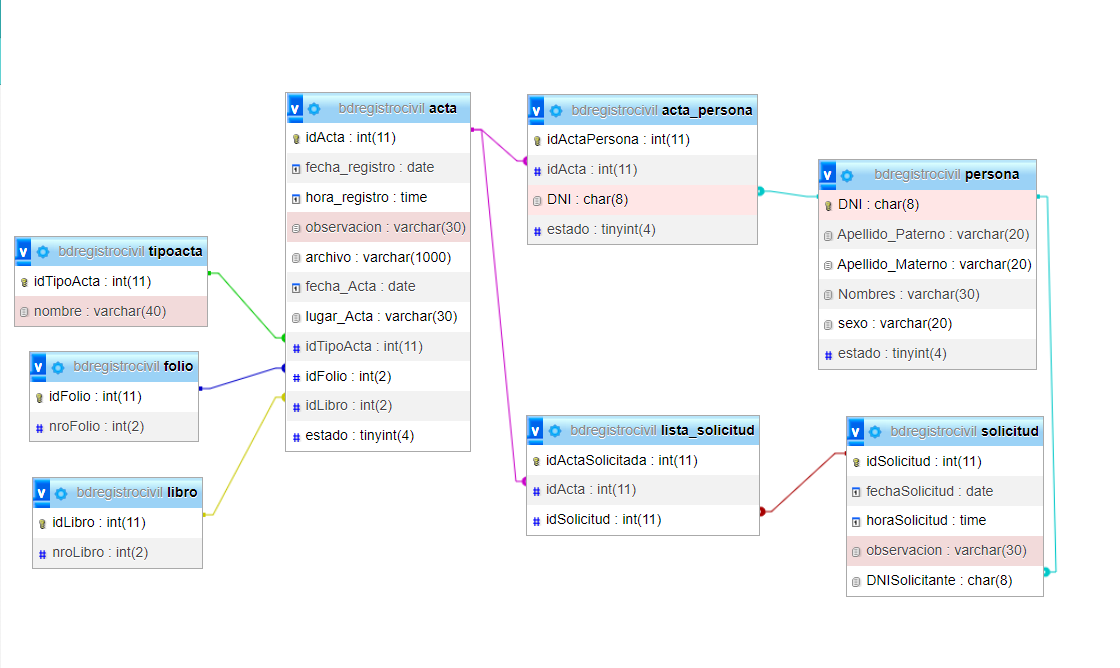 v bdregistrocivil tipoacta
idTipoActa : int(11)
nombre : varchar(40)
v bdregistrocivil folio
idFolio : int(11)
nroFolio : int(2)
v bdregistrocivil libro
idLibro : int(11)
nroLibro : int(2)
v bdregistrocivil acta
idActa : int(11)
fecha_registro : date
hora_registro : time
observacion : varchar(30)
archivo : varchar(1000)
fecha_Acta : date
lugar_Acta : varchar(30)
# idTipoActa : int(11)
# idFolio : int(2)
# idLibro : int(2)
# estado : tinyint(4)
v bdregistrocivil acta_persona
idActaPersona : int(11)
# idActa : int(11)
DNI : char(8)
# estado : tinyint(4)
v bdregistrocivil lista_solicitud
idActaSolicitada : int(11)
# idActa : int(11)
# idSolicitud : int(11)
v bdregistrocivil persona
DNI : char(8)
Apellido_Paterno : varchar(20)
Apellido_Materno : varchar(20)
Nombres : varchar(30)
sexo : varchar(20)
# estado : tinyint(4)
v bdregistrocivil solicitud
idSolicitud : int(11)
fechaSolicitud : date
horaSolicitud : time
observacion : varchar(30)
DNISolicitante : char(8)